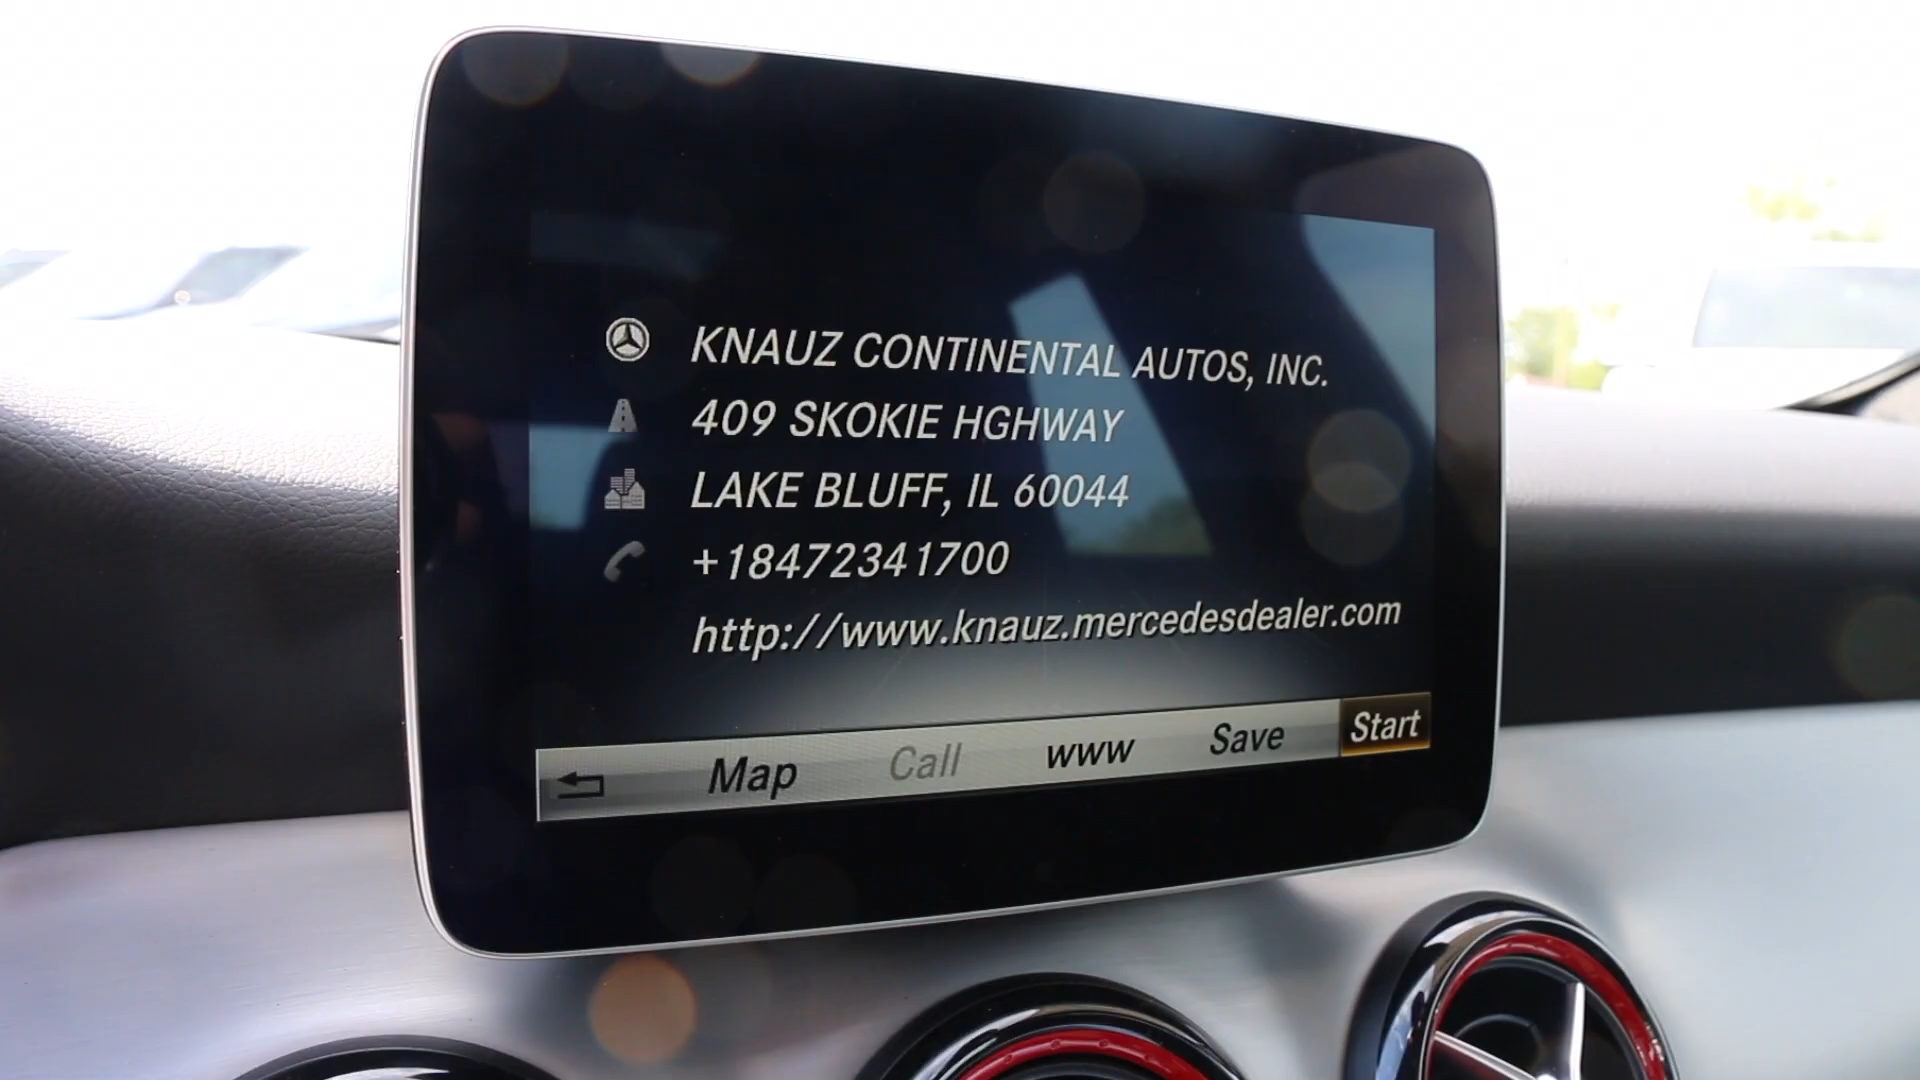 KNAUZ CONTINENTAL AUTOS, INC.
409 SKOKIE HGHWAY
LAKE BLUFF, IL 60044
+18472341700
http://www.knauz.mercedesdealer.com
Map Call www Save Start